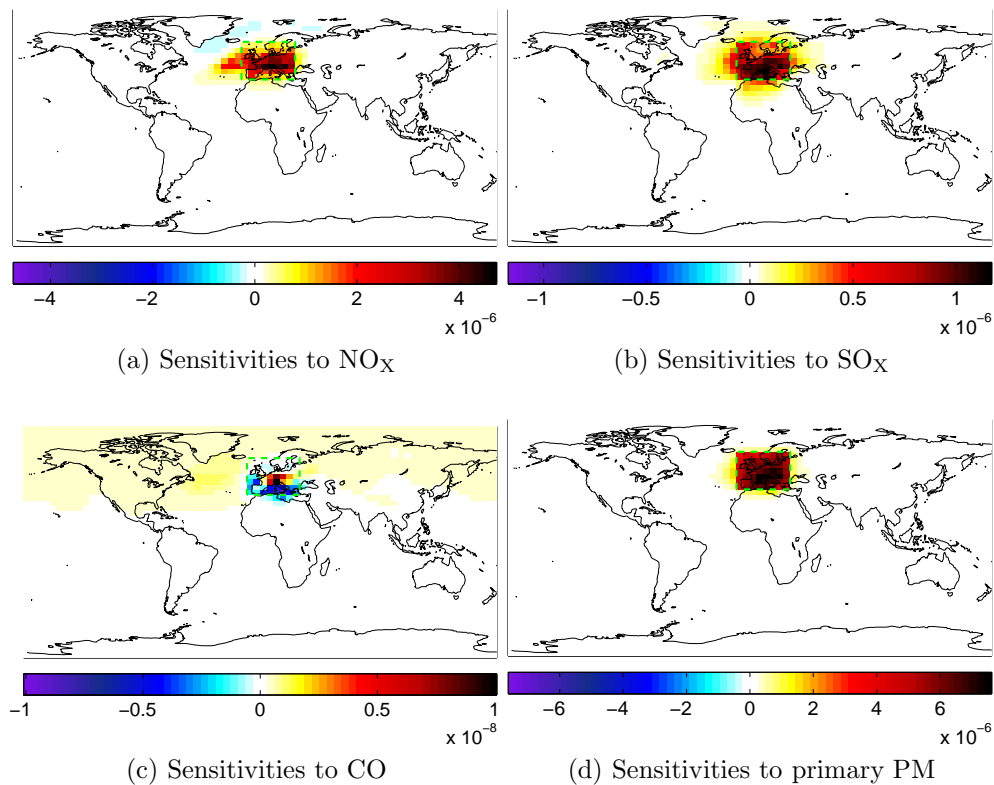 −4 −2 0 2 4
x 10⁻⁶
(a) Sensitivities to NOX
−1 −0.5 0 0.5 1
x 10⁻⁶
(b) Sensitivities to SOX
−1 −0.5 0 0.5 1
x 10⁻⁸
(c) Sensitivities to CO
−6 −4 −2 0 2 4 6
x 10⁻⁶
(d) Sensitivities to primary PM